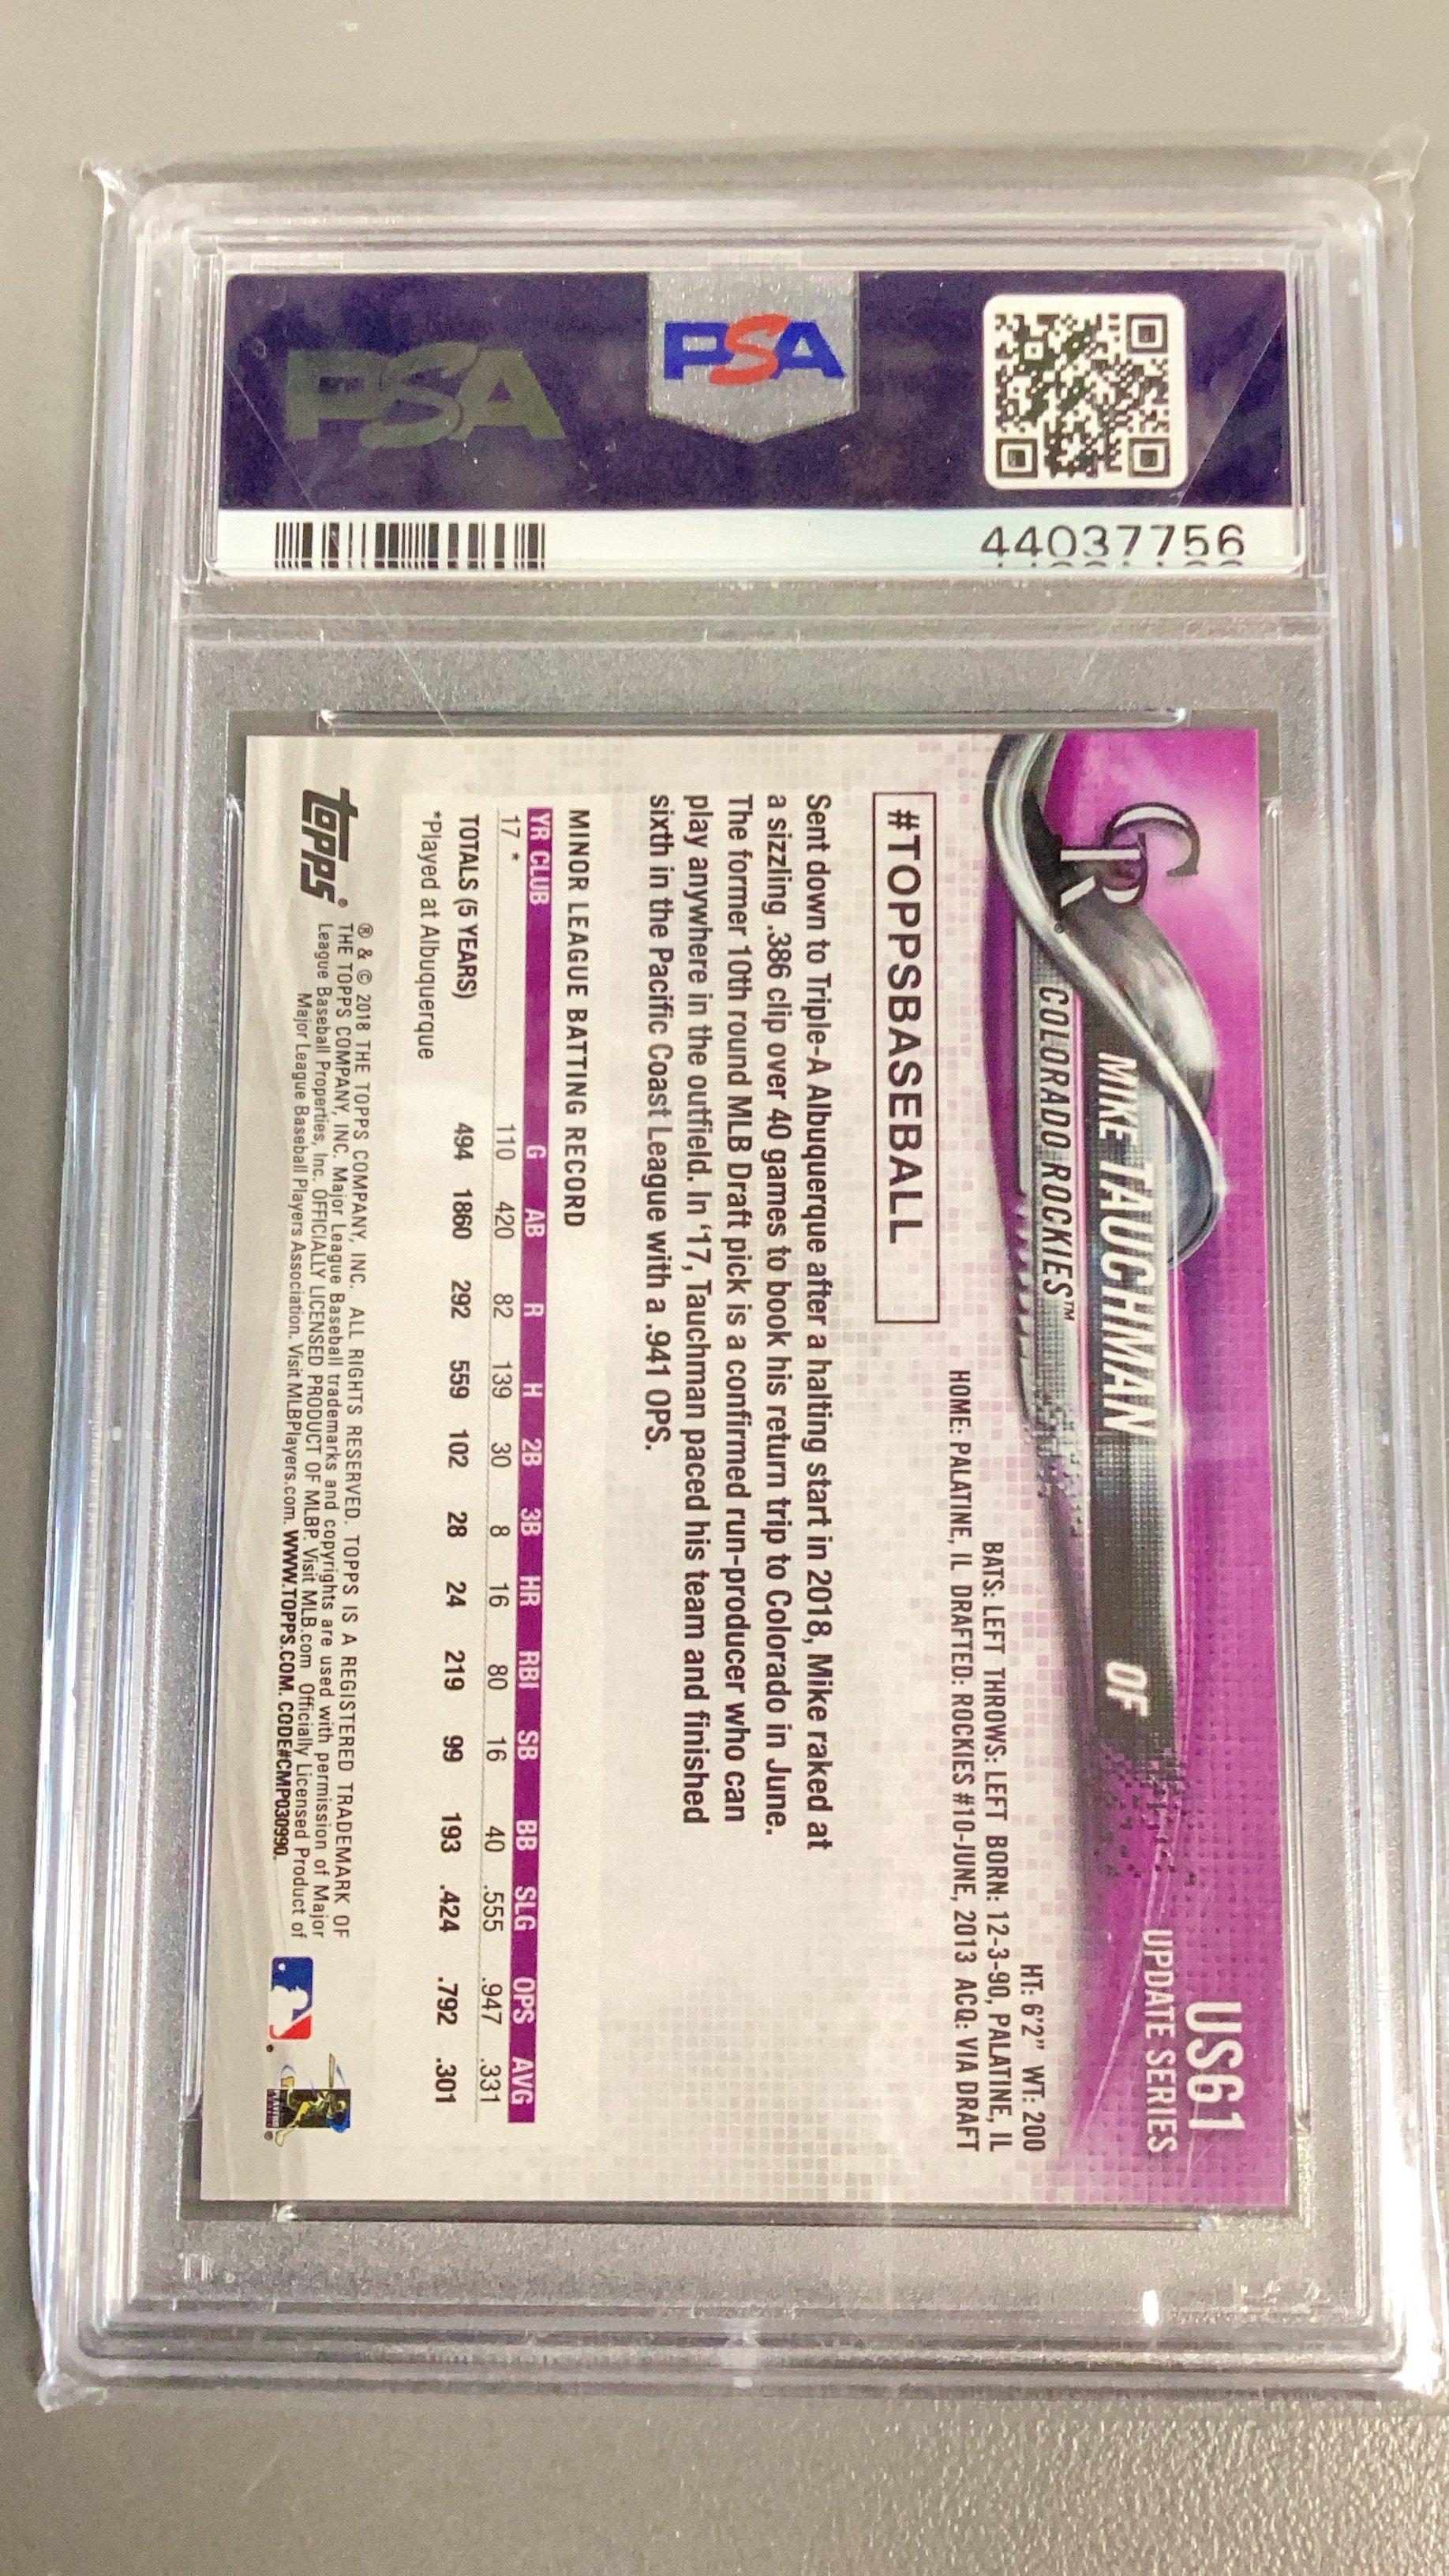 PSA
PSA
44037756
US61
UPDATE SERIES
CR
MIKE TAUCHMAN OF
COLORADO ROCKIES™
HT: 6'2" WT: 200
BATS: LEFT THROWS: LEFT BORN: 12-3-90, PALATINE, IL
HOME: PALATINE, IL DRAFTED: ROCKIES #10-JUNE, 2013 ACQ: VIA DRAFT
#TOPPSBASEBALL
Sent down to Triple-A Albuquerque after a halting start in 2018, Mike raked at
a sizzling .386 clip over 40 games to book his return trip to Colorado in June.
The former 10th round MLB Draft pick is a confirmed run-producer who can
play anywhere in the outfield. In ‘17, Tauchman paced his team and finished
sixth in the Pacific Coast League with a .941 OPS.
MINOR LEAGUE BATTING RECORD
YR CLUB G AB R H 2B 3B HR RBI SB BB SLG OPS AVG
17 * 110 420 82 139 30 8 16 80 16 40 .555 .947 .331
TOTALS (5 YEARS) 494 1860 292 559 102 28 24 219 99 193 .424 .792 .301
*Played at Albuquerque
topps®
® & © 2018 THE TOPPS COMPANY, INC. ALL RIGHTS RESERVED. TOPPS IS A REGISTERED TRADEMARK OF
THE TOPPS COMPANY, INC. Major League Baseball trademarks and copyrights are used with permission of Major
League Baseball Properties, Inc. OFFICIALLY LICENSED PRODUCT OF MLBP. Visit MLB.com Officially Licensed Product of
Major League Baseball Players Association. Visit MLBPlayers.com. WWW.TOPPS.COM. CODE#CMP030990.